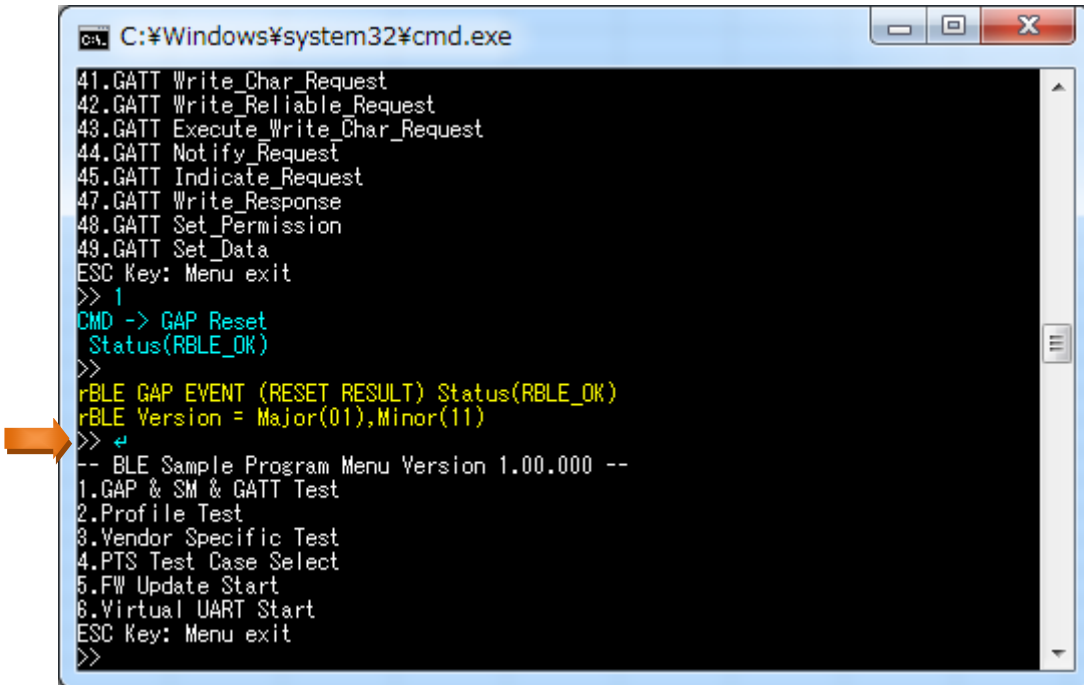 C:¥Windows¥system32¥cmd.exe
41.GATT Write_Char_Request
42.GATT Write_Reliable_Request
43.GATT Execute_Write_Char_Request
44.GATT Notify_Request
45.GATT Indicate_Request
47.GATT Write_Response
48.GATT Set_Permission
49.GATT Set_Data
ESC Key: Menu exit
>> 1
CMD -> GAP Reset
 Status(RBLE_OK)
>>
rBLE GAP EVENT (RESET RESULT) Status(RBLE_OK)
rBLE Version = Major(01),Minor(11)
>> ↵
-- BLE Sample Program Menu Version 1.00.000 --
1.GAP & SM & GATT Test
2.Profile Test
3.Vendor Specific Test
4.PTS Test Case Select
5.FW Update Start
6.Virtual UART Start
ESC Key: Menu exit
>>